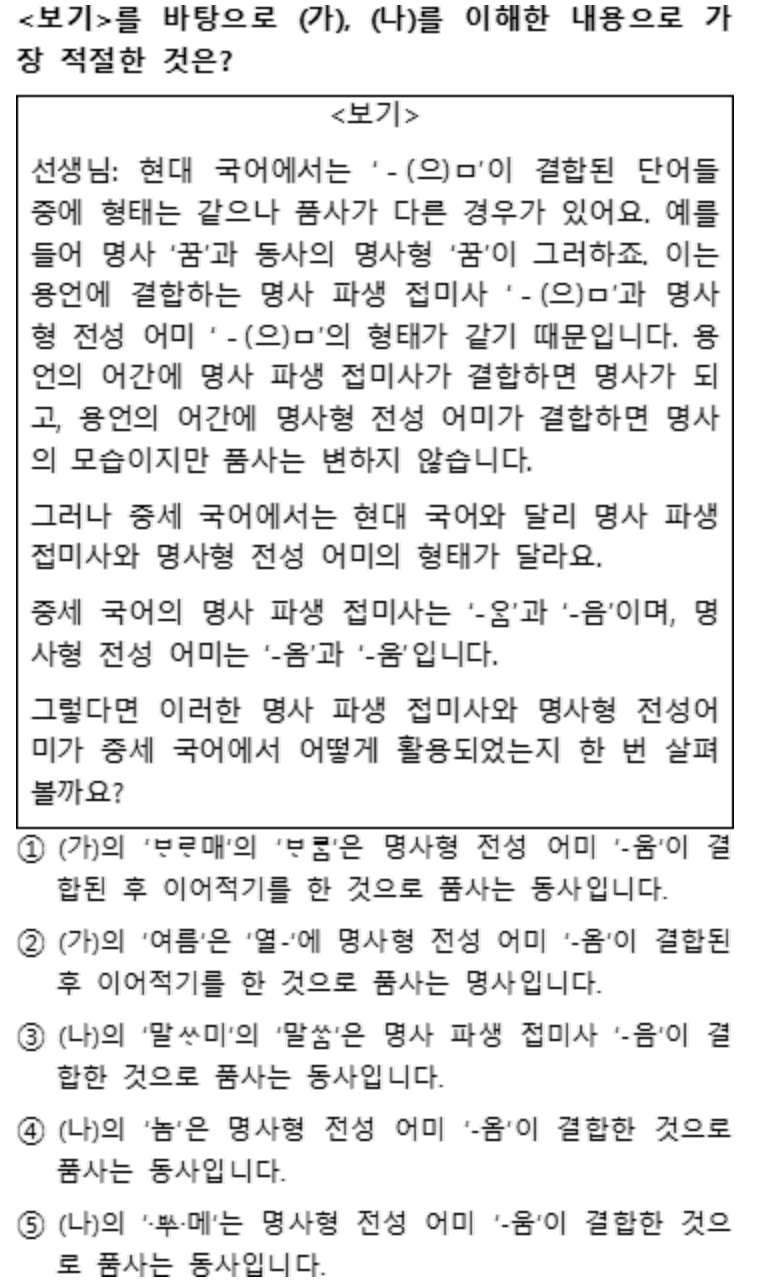 <보기>를 바탕으로 (가), (나)를 이해한 내용으로 가
장 적절한 것은?
<보기>
선생님: 현대 국어에서는 ‘-(으)ㅁ’이 결합된 단어들
중에 형태는 같으나 품사가 다른 경우가 있어요. 예를
들어 명사 ‘꿈’과 동사의 명사형 ‘꿈’이 그러하죠. 이는
용언에 결합하는 명사 파생 접미사 ‘-(으)ㅁ’과 명사
형 전성 어미 ‘-(으)ㅁ’의 형태가 같기 때문입니다. 용
언의 어간에 명사 파생 접미사가 결합하면 명사가 되
고, 용언의 어간에 명사형 전성 어미가 결합하면 명사
의 모습이지만 품사는 변하지 않습니다.
그러나 중세 국어에서는 현대 국어와 달리 명사 파생
접미사와 명사형 전성 어미의 형태가 달라요.
중세 국어의 명사 파생 접미사는 ‘-ᄋᆞᆷ’과 ‘-음’이며, 명
사형 전성 어미는 ‘-옴’과 ‘-움’입니다.
그렇다면 이러한 명사 파생 접미사와 명사형 전성어
미가 중세 국어에서 어떻게 활용되었는지 한 번 살펴
볼까요?
① (가)의 ‘ᄇᆞᄅᆞ매’의 ‘ᄇᆞᄅᆞᆷ’은 명사형 전성 어미 ‘-움’이 결
합된 후 이어적기를 한 것으로 품사는 동사입니다.
② (가)의 ‘여름’은 ‘열-’에 명사형 전성 어미 ‘-옴’이 결합된
후 이어적기를 한 것으로 품사는 명사입니다.
③ (나)의 ‘말ᄊᆞ미’의 ‘말ᄊᆞᆷ’은 명사 파생 접미사 ‘-음’이 결
합한 것으로 품사는 동사입니다.
④ (나)의 ‘놈’은 명사형 전성 어미 ‘-옴’이 결합한 것으로
품사는 동사입니다.
⑤ (나)의 ‘·ᄡᅮ·메’는 명사형 전성 어미 ‘-움’이 결합한 것으
로 품사는 동사입니다.